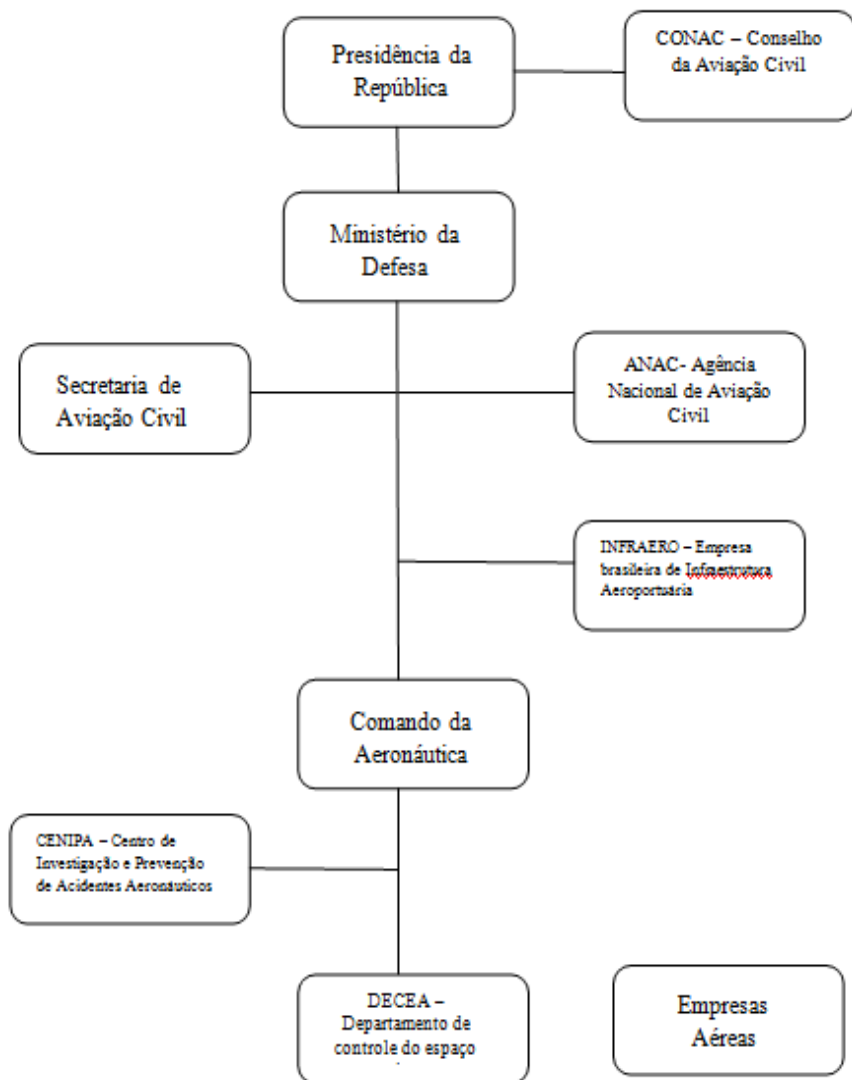 Presidência da
República
CONAC – Conselho
da Aviação Civil
Ministério da
Defesa
Secretaria de
Aviação Civil
ANAC- Agência
Nacional de Aviação
Civil
INFRAERO – Empresa
brasileira de Infraestrutura
Aeroportuária
Comando da
Aeronáutica
CENIPA – Centro de
Investigação e Prevenção
de Acidentes Aeronáuticos
DECEA –
Departamento de
controle do espaço
Empresas
Aéreas